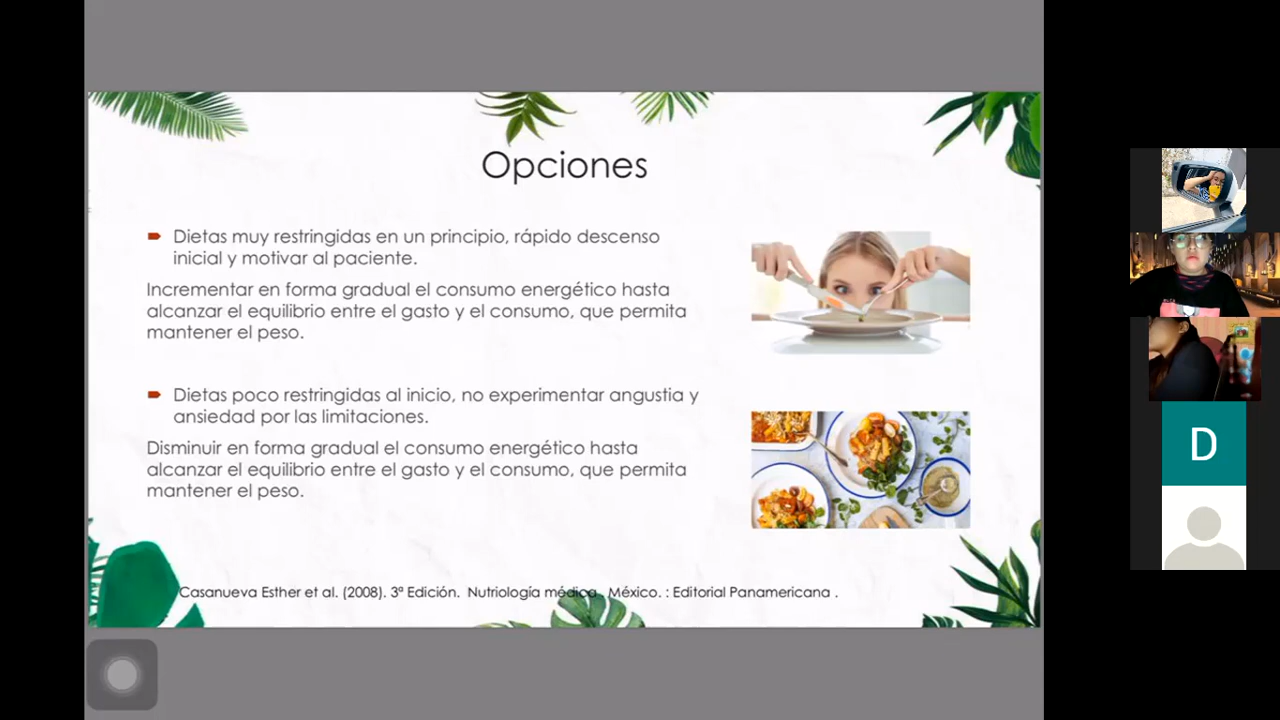 Opciones
Dietas muy restringidas en un principio, rápido descenso
inicial y motivar al paciente.
Incrementar en forma gradual el consumo energético hasta
alcanzar el equilibrio entre el gasto y el consumo, que permita
mantener el peso.
Dietas poco restringidas al inicio, no experimentar angustia y
ansiedad por las limitaciones.
Disminuir en forma gradual el consumo energético hasta
alcanzar el equilibrio entre el gasto y el consumo, que permita
mantener el peso.
Casanueva Esther et al. (2008). 3ª Edición. Nutriología médica. México. : Editorial Panamericana .
D